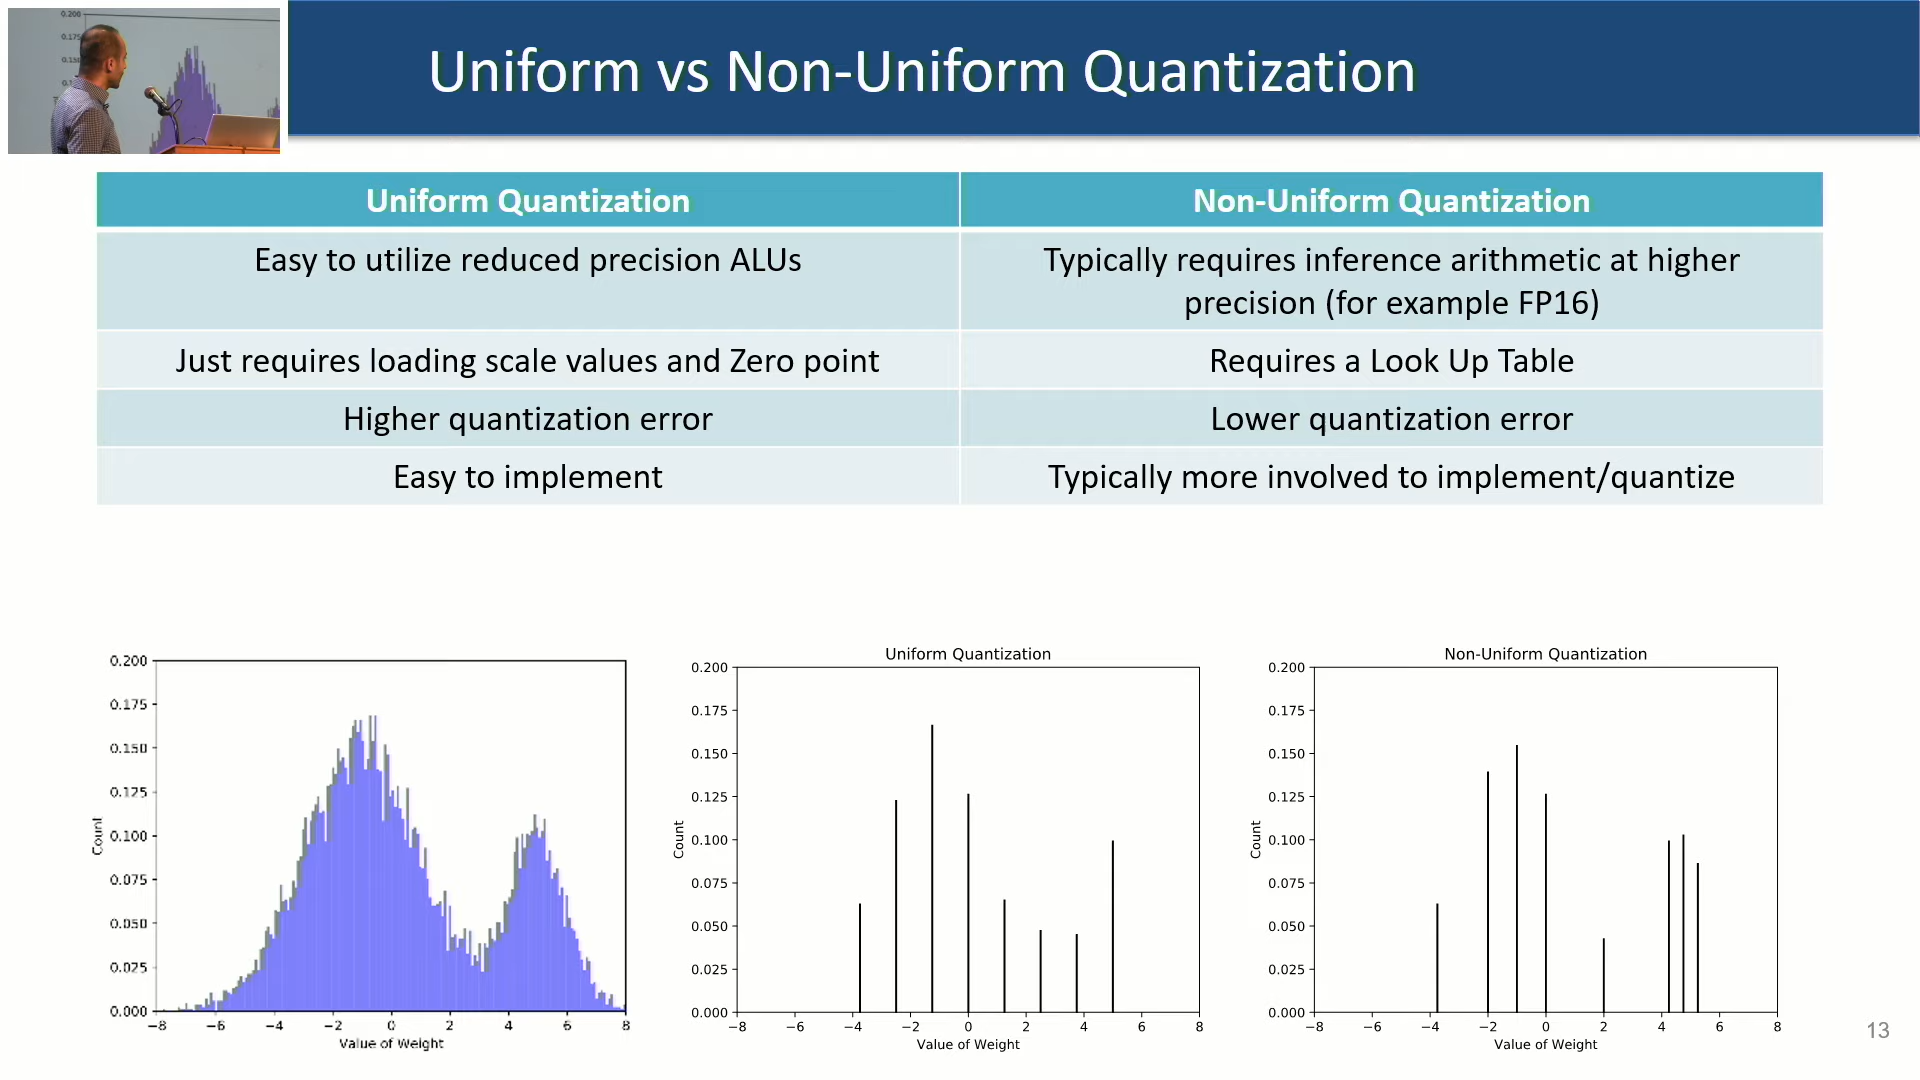 Uniform vs Non-Uniform Quantization
0.200
0.175
0.150
Uniform Quantization
Non-Uniform Quantization
Easy to utilize reduced precision ALUs
Typically requires inference arithmetic at higher
precision (for example FP16)
Just requires loading scale values and Zero point
Requires a Look Up Table
Higher quantization error
Lower quantization error
Easy to implement
Typically more involved to implement/quantize
0.200
0.175
0.150
0.125
0.100
0.075
0.050
0.025
0.000
Count
−8 −6 −4 −2 0 2 4 6 8
Value of Weight
Uniform Quantization
0.200
0.175
0.150
0.125
0.100
0.075
0.050
0.025
0.000
Count
−8 −6 −4 −2 0 2 4 6 8
Value of Weight
Non-Uniform Quantization
0.200
0.175
0.150
0.125
0.100
0.075
0.050
0.025
0.000
Count
−8 −6 −4 −2 0 2 4 6 8
Value of Weight
13